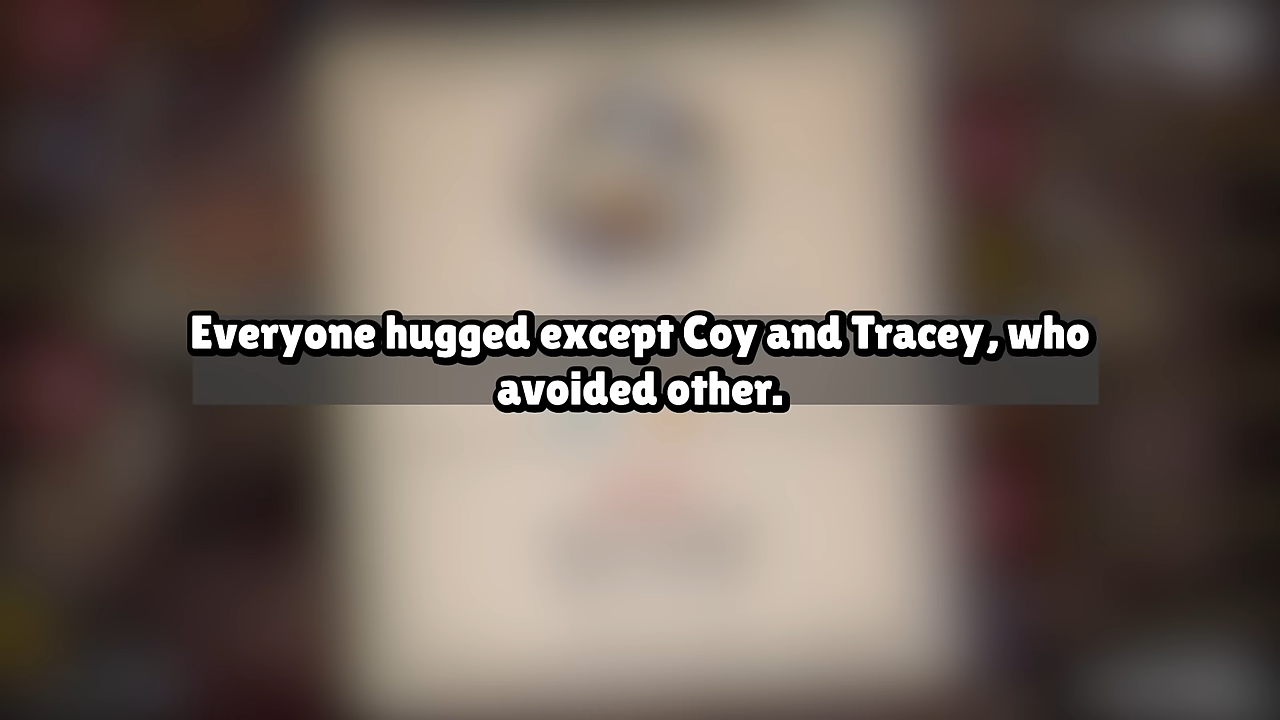 Everyone hugged except Coy and Tracey, who
avoided other.